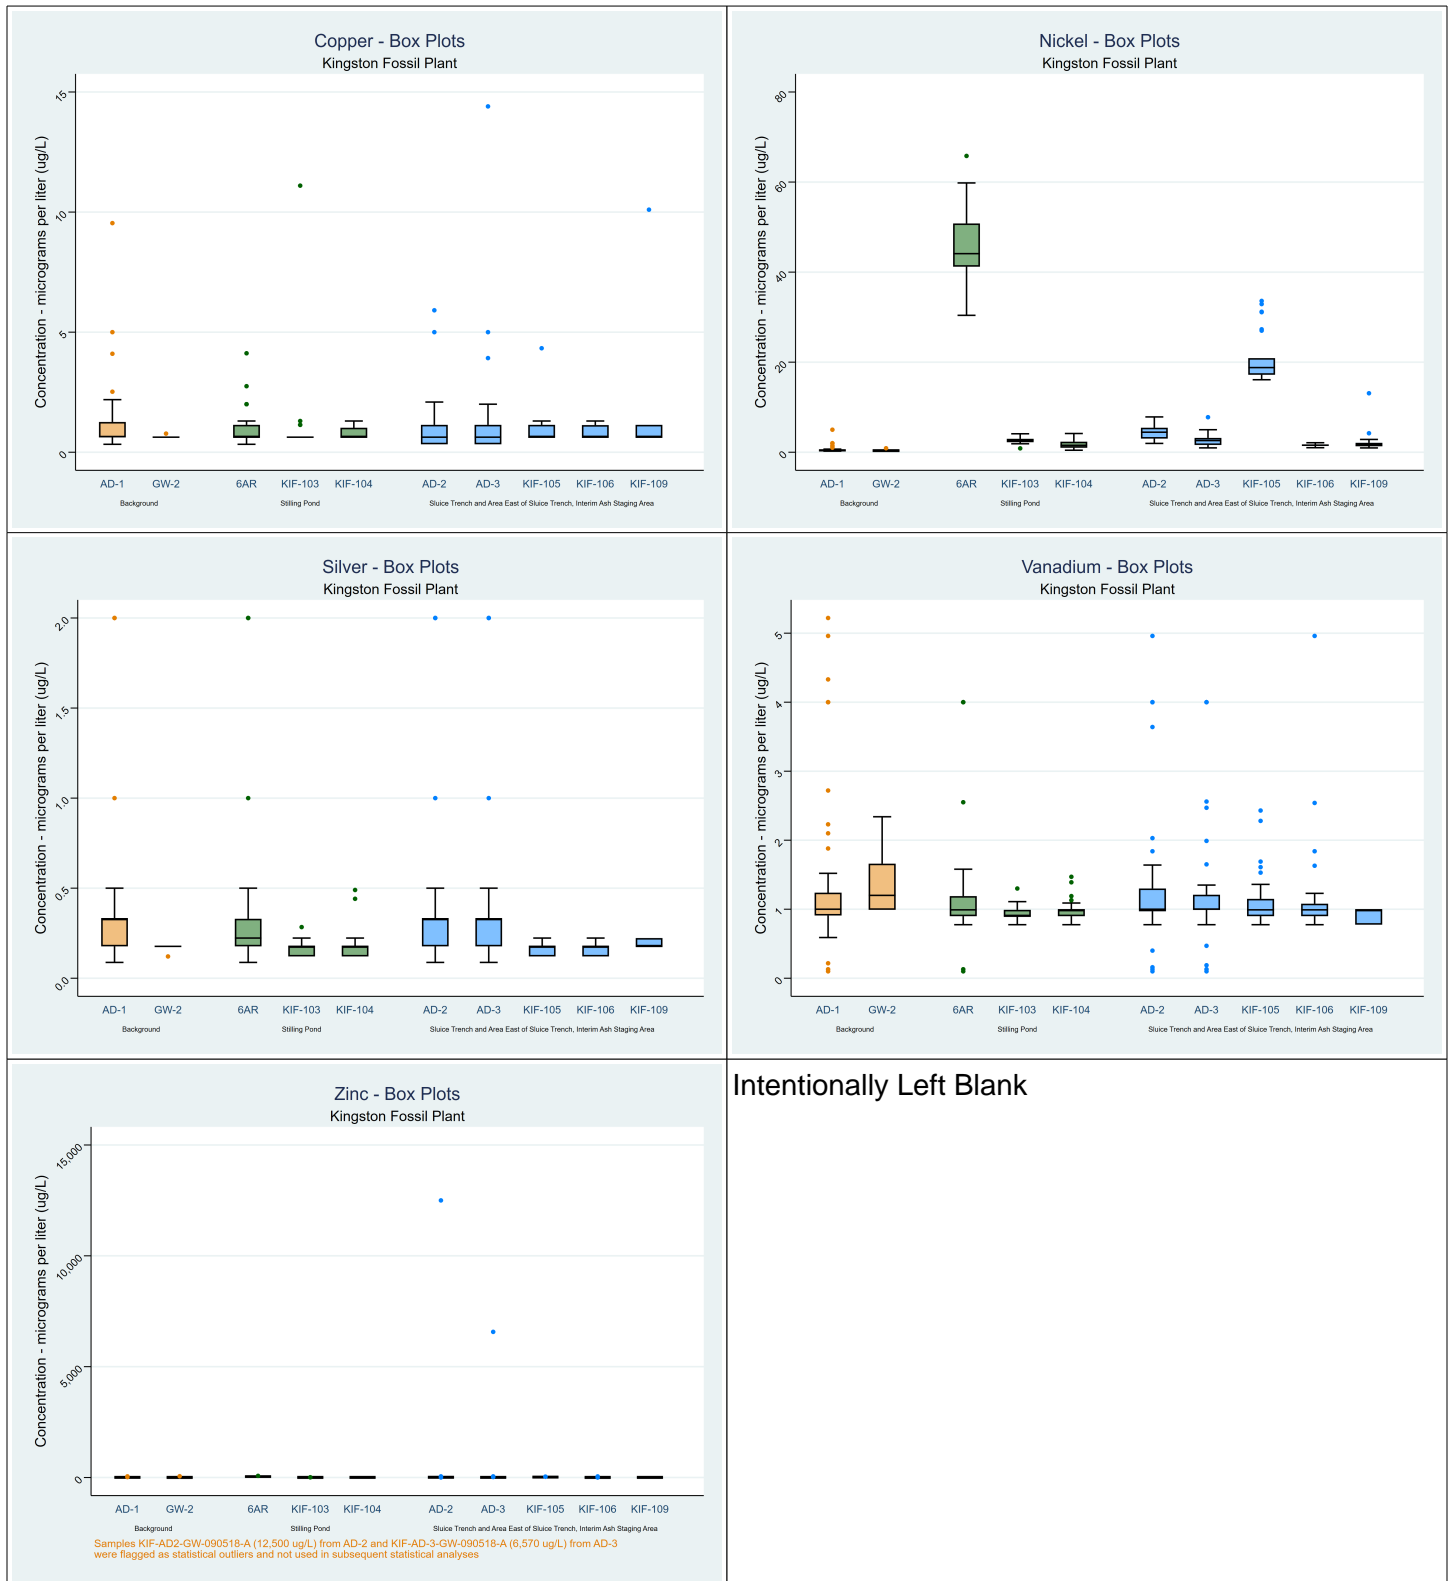 Copper - Box Plots
Kingston Fossil Plant
Concentration - micrograms per liter (ug/L)
15
10
5
0
AD-1 GW-2 6AR KIF-103 KIF-104 AD-2 AD-3 KIF-105 KIF-106 KIF-109
Background Stilling Pond Sluice Trench and Area East of Sluice Trench, Interim Ash Staging Area
Nickel - Box Plots
Kingston Fossil Plant
Concentration - micrograms per liter (ug/L)
80
60
40
20
0
AD-1 GW-2 6AR KIF-103 KIF-104 AD-2 AD-3 KIF-105 KIF-106 KIF-109
Background Stilling Pond Sluice Trench and Area East of Sluice Trench, Interim Ash Staging Area
Silver - Box Plots
Kingston Fossil Plant
Concentration - micrograms per liter (ug/L)
2.0
1.5
1.0
0.5
0.0
AD-1 GW-2 6AR KIF-103 KIF-104 AD-2 AD-3 KIF-105 KIF-106 KIF-109
Background Stilling Pond Sluice Trench and Area East of Sluice Trench, Interim Ash Staging Area
Vanadium - Box Plots
Kingston Fossil Plant
Concentration - micrograms per liter (ug/L)
5
4
3
2
1
0
AD-1 GW-2 6AR KIF-103 KIF-104 AD-2 AD-3 KIF-105 KIF-106 KIF-109
Background Stilling Pond Sluice Trench and Area East of Sluice Trench, Interim Ash Staging Area
Zinc - Box Plots
Kingston Fossil Plant
Concentration - micrograms per liter (ug/L)
15,000
10,000
5,000
0
AD-1 GW-2 6AR KIF-103 KIF-104 AD-2 AD-3 KIF-105 KIF-106 KIF-109
Background Stilling Pond Sluice Trench and Area East of Sluice Trench, Interim Ash Staging Area
Samples KIF-AD2-GW-090518-A (12,500 ug/L) from AD-2 and KIF-AD-3-GW-090518-A (6,570 ug/L) from AD-3
were flagged as statistical outliers and not used in subsequent statistical analyses
Intentionally Left Blank